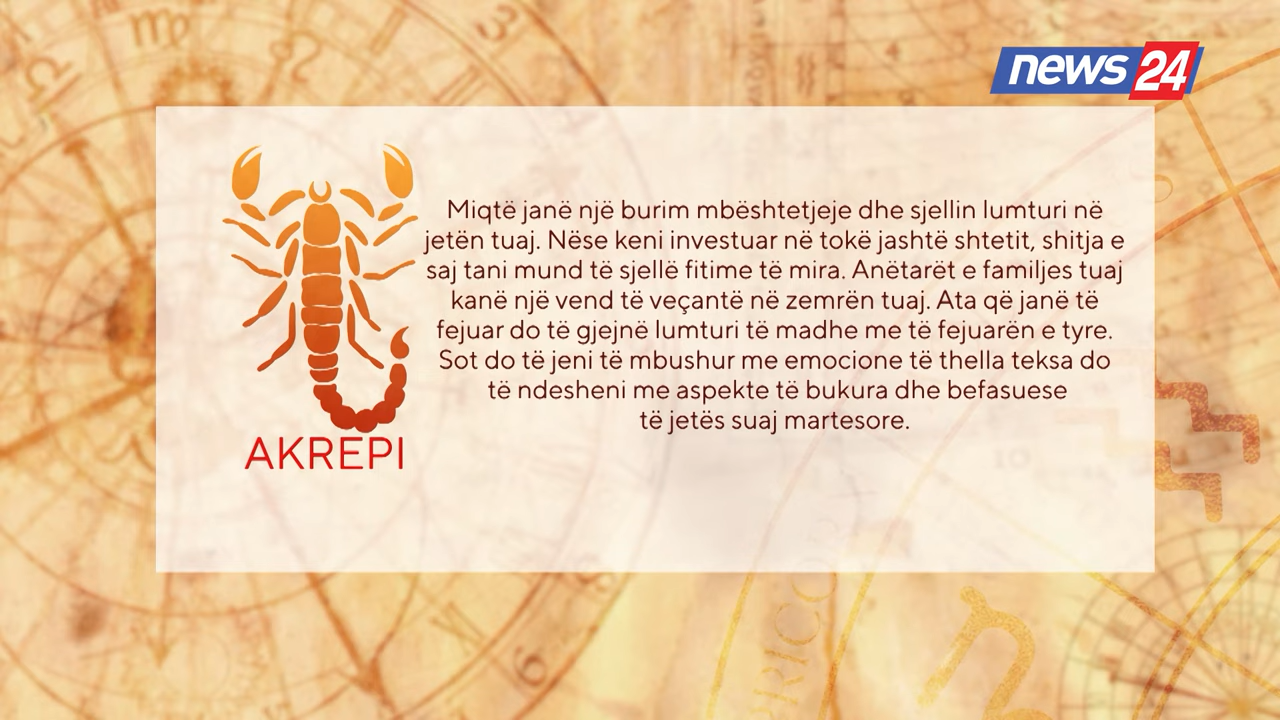 news 24
Miqtë janë një burim mbështetjeje dhe sjellin lumturi në
jetën tuaj. Nëse keni investuar në tokë jashtë shtetit, shitja e
saj tani mund të sjellë fitime të mira. Anëtarët e familjes tuaj
kanë një vend të veçantë në zemrën tuaj. Ata që janë të
fejuar do të gjejnë lumturi të madhe me të fejuarën e tyre.
Sot do të jeni të mbushur me emocione të thella teksa do
të ndesheni me aspekte të bukura dhe befasuese
të jetës suaj martesore.
AKREPI